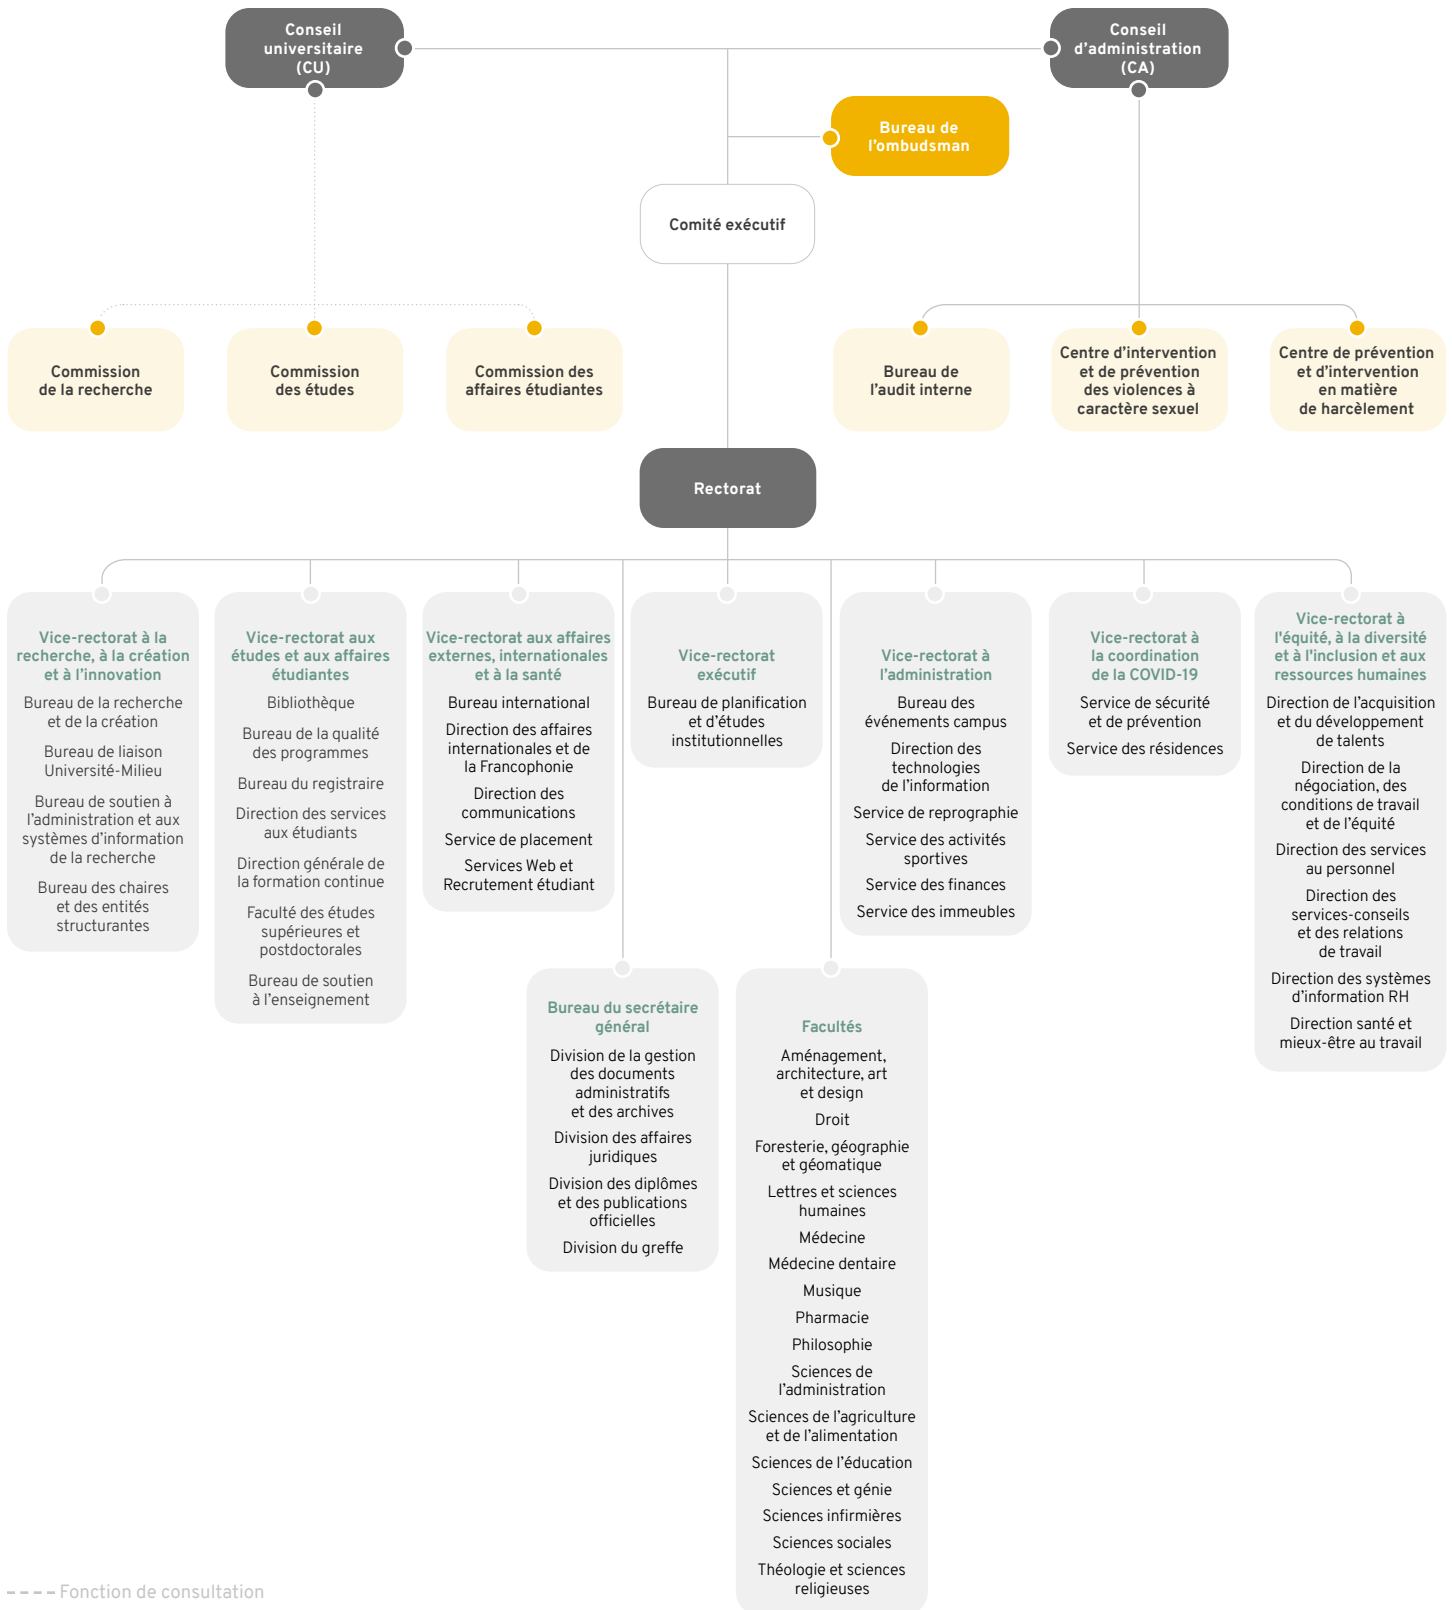 Conseil
universitaire
(CU)
Conseil
d'administration
(CA)
Bureau de
l'ombudsman
Comité exécutif
Commission
de la recherche
Commission
des études
Commission des
affaires étudiantes
Bureau de
l'audit interne
Centre d'intervention
et de prévention
des violences à
caractère sexuel
Centre de prévention
et d'intervention
en matière
de harcèlement
Rectorat
Vice-rectorat à la
recherche, à la création
et à l'innovation
Bureau de la recherche
et de la création
Bureau de liaison
Université-Milieu
Bureau de soutien à
l'administration et aux
systèmes d'information
de la recherche
Bureau des chaires
et des entités
structurantes
Vice-rectorat aux
études et aux affaires
étudiantes
Bibliothèque
Bureau de la qualité
des programmes
Bureau du registraire
Direction des services
aux étudiants
Direction générale de
la formation continue
Faculté des études
supérieures et
postdoctorales
Bureau de soutien
à l'enseignement
Vice-rectorat aux affaires
externes, internationales
et à la santé
Bureau international
Direction des affaires
internationales et de
la Francophonie
Direction des
communications
Service de placement
Services Web et
Recrutement étudiant
Vice-rectorat
exécutif
Bureau de planification
et d'études
institutionnelles
Vice-rectorat à
l'administration
Bureau des
événements campus
Direction des
technologies
de l'information
Service de reprographie
Service des activités
sportives
Service des finances
Service des immeubles
Vice-rectorat à
la coordination
de la COVID-19
Service de sécurité
et de prévention
Service des résidences
Vice-rectorat à
l'équité, à la diversité
et à l'inclusion et aux
ressources humaines
Direction de l'acquisition
et du développement
de talents
Direction de la
négociation, des
conditions de travail
et de l'équité
Direction des services
au personnel
Direction des
services-conseils
et des relations
de travail
Direction des systèmes
d'information RH
Direction santé et
mieux-être au travail
Bureau du secrétaire
général
Division de la gestion
des documents
administratifs
et des archives
Division des affaires
juridiques
Division des diplômes
et des publications
officielles
Division du greffe
Facultés
Aménagement,
architecture, art
et design
Droit
Foresterie, géographie
et géomatique
Lettres et sciences
humaines
Médecine
Médecine dentaire
Musique
Pharmacie
Philosophie
Sciences de
l'administration
Sciences de l'agriculture
et de l'alimentation
Sciences de l'éducation
Sciences et génie
Sciences infirmières
Sciences sociales
Théologie et sciences
religieuses
Fonction de consultation